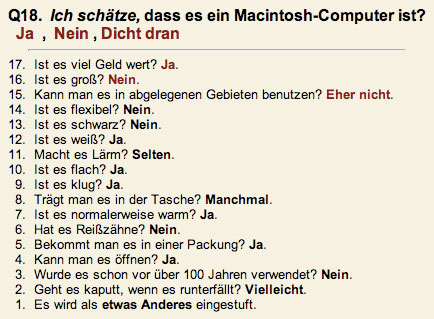 Q18. Ich schätze, dass es ein Macintosh-Computer ist?
Ja , Nein , Dicht dran
17. Ist es viel Geld wert? Ja.
16. Ist es groß? Nein.
15. Kann man es in abgelegenen Gebieten benutzen? Eher nicht.
14. Ist es flexibel? Nein.
13. Ist es schwarz? Nein.
12. Ist es weiß? Ja.
11. Macht es Lärm? Selten.
10. Ist es flach? Ja.
9. Ist es klug? Ja.
8. Trägt man es in der Tasche? Manchmal.
7. Ist es normalerweise warm? Ja.
6. Hat es Reißzähne? Nein.
5. Bekommt man es in einer Packung? Ja.
4. Kann man es öffnen? Ja.
3. Wurde es schon vor über 100 Jahren verwendet? Nein.
2. Geht es kaputt, wenn es runterfällt? Vielleicht.
1. Es wird als etwas Anderes eingestuft.